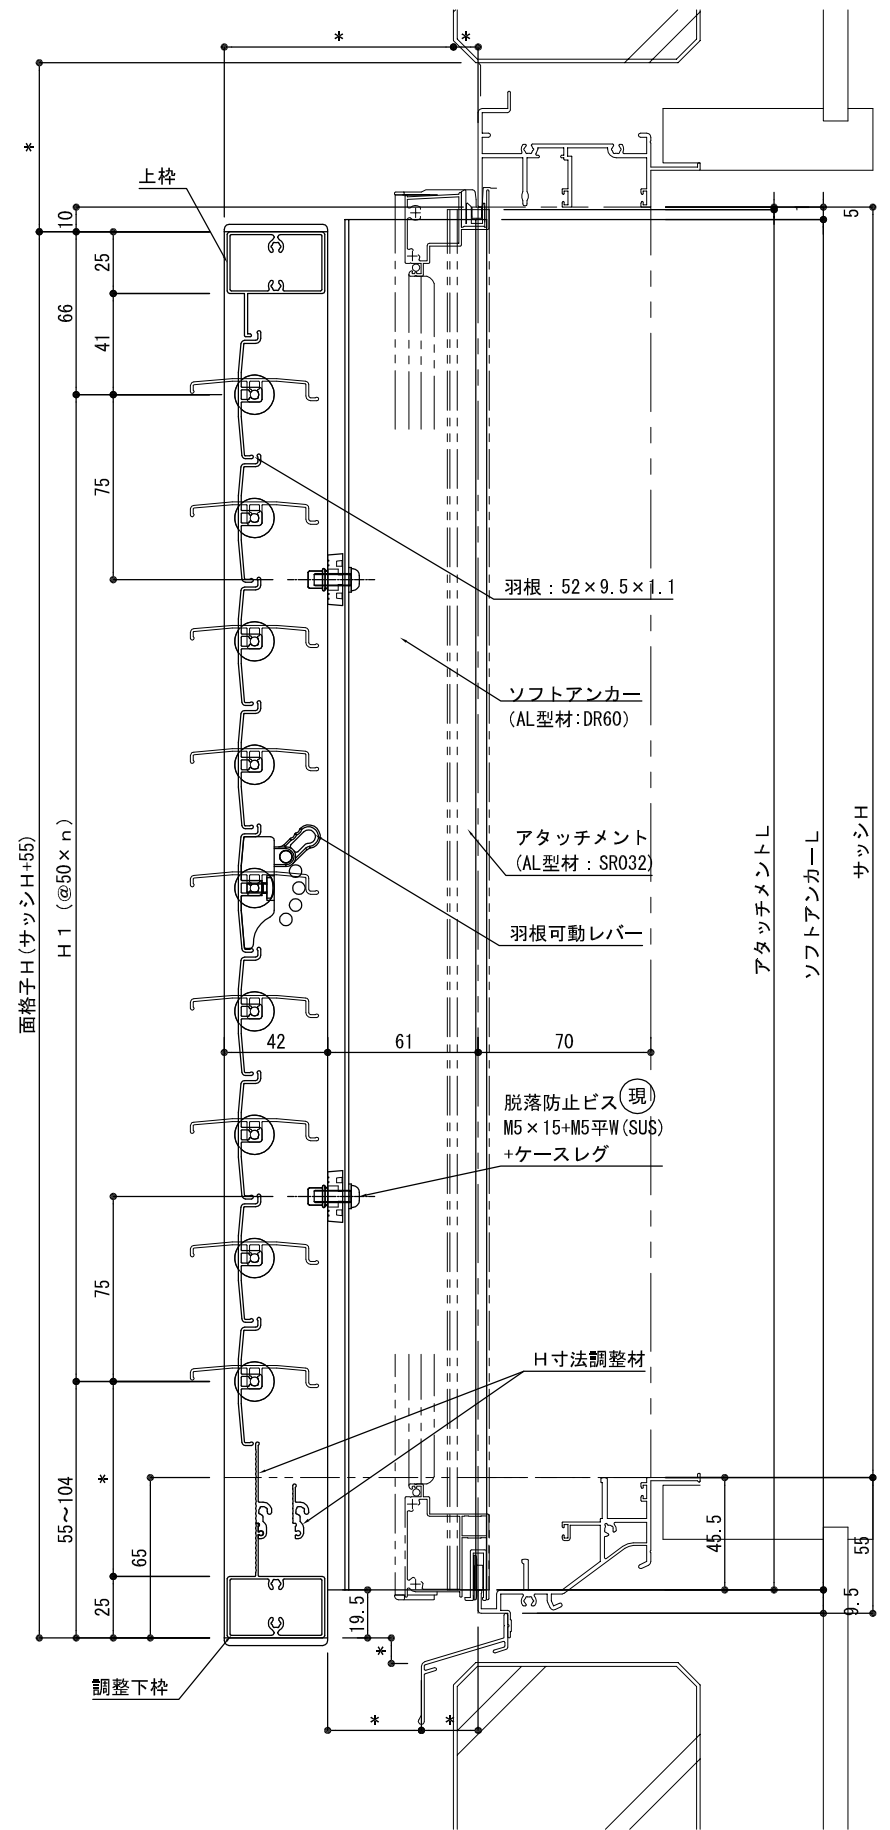 *
*
*
上枠
10
5
25
66
41
75
羽根：52×9.5×1.1
ソフトアンカー
(AL型材:DR60)
アタッチメント
(AL型材：SR032)
羽根可動レバー
面格子H(サッシH+55)
H1 (@50×n)
アタッチメントL
ソフトアンカーL
サッシH
42
61
70
脱落防止ビス 現
M5×15+M5平W(SUS)
+ケースレグ
75
H寸法調整材
*
55～104
65
25
45.5
55
19.5
9.5
*
調整下枠
*
*